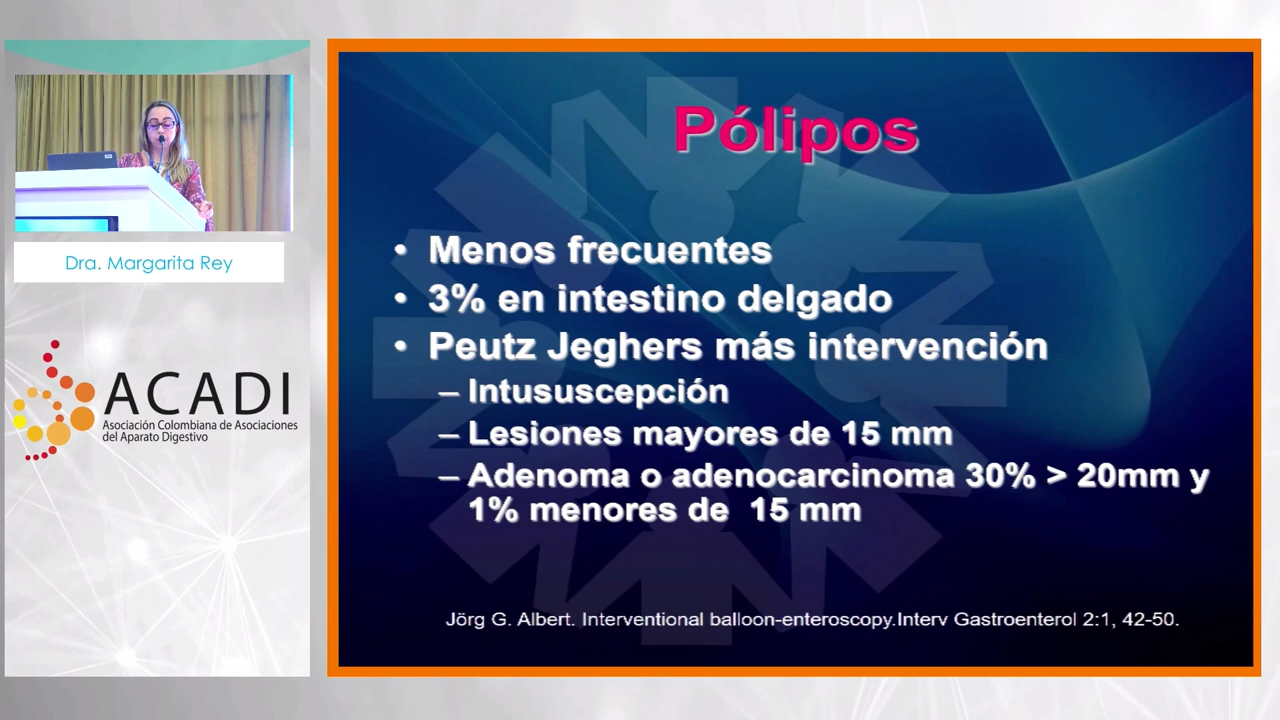 Dra. Margarita Rey
ACADI
Asociación Colombiana de Asociaciones
del Aparato Digestivo
Pólipos
• Menos frecuentes
• 3% en intestino delgado
• Peutz Jeghers más intervención
– Intususcepción
– Lesiones mayores de 15 mm
– Adenoma o adenocarcinoma 30% > 20mm y
1% menores de 15 mm
Jörg G. Albert. Interventional balloon-enteroscopy.Interv Gastroenterol 2:1, 42-50.